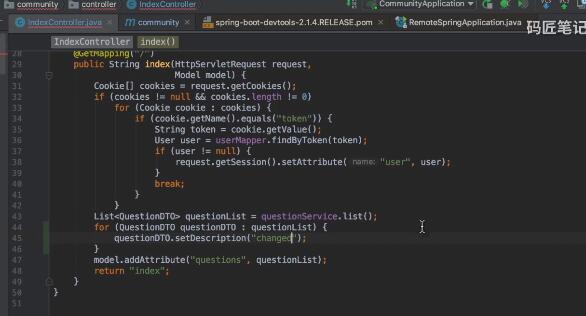 community controller IndexController CommunityApplication
IndexController.java × community × spring-boot-devtools-2.1.4.RELEASE.pom × RemoteSpringApplication.java
码匠笔记
IndexController index()
28 @GetMapping("/")
29 public String index(HttpServletRequest request,
30 Model model) {
31 Cookie[] cookies = request.getCookies();
32 if (cookies != null && cookies.length != 0)
33 for (Cookie cookie : cookies) {
34 if (cookie.getName().equals("token")) {
35 String token = cookie.getValue();
36 User user = userMapper.findByToken(token);
37 if (user != null) {
38 request.getSession().setAttribute( name: "user", user);
39 }
40 break;
41 }
42 }
43 List<QuestionDTO> questionList = questionService.list();
44 for (QuestionDTO questionDTO : questionList) {
45 questionDTO.setDescription("changed");
46 }
47 model.addAttribute("questions", questionList);
48 return "index";
49 }
50 }
51